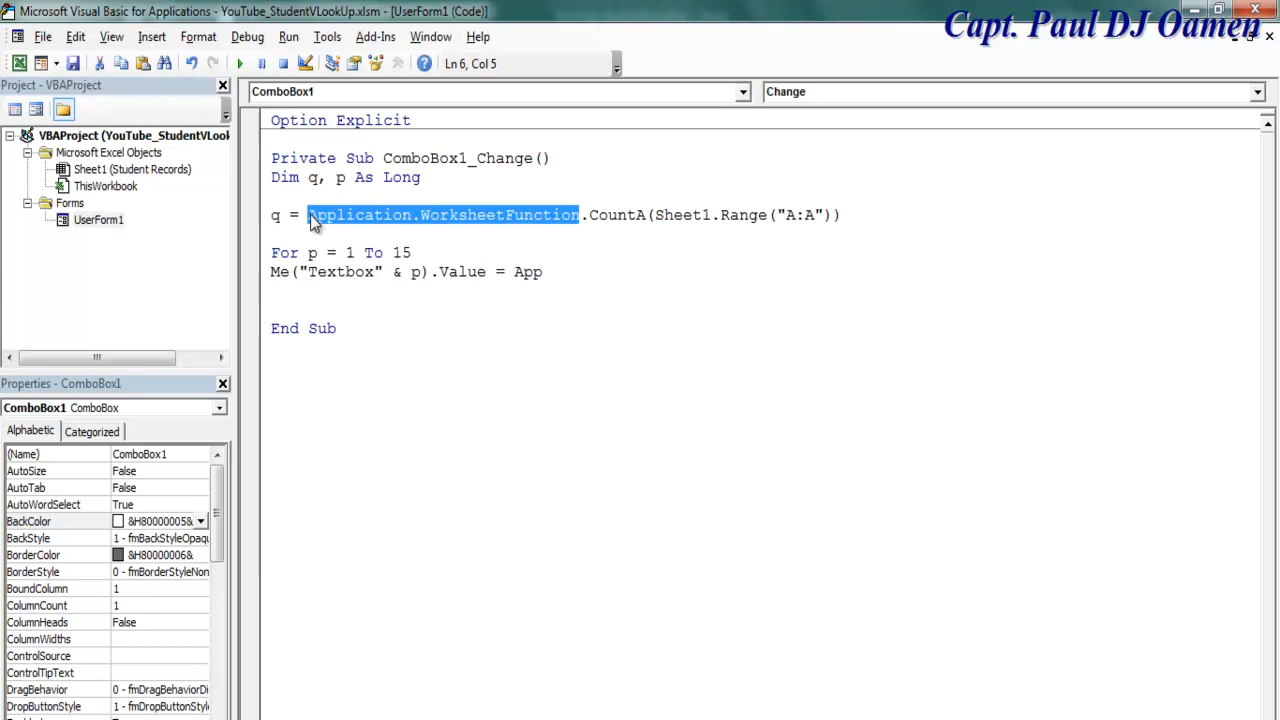 Microsoft Visual Basic for Applications - YouTube_StudentVLookUp.xlsm - [UserForm1 (Code)]
Capt. Paul DJ Oamen
File Edit View Insert Format Debug Run Tools Add-Ins Window Help
Ln 6, Col 5
Project - VBAProject
ComboBox1
Change
VBAProject (YouTube_StudentVLook
Microsoft Excel Objects
Sheet1 (Student Records)
ThisWorkbook
Forms
UserForm1
Option Explicit
Private Sub ComboBox1_Change()
Dim q, p As Long
q = Application.WorksheetFunction.CountA(Sheet1.Range("A:A"))
For p = 1 To 15
Me("Textbox" & p).Value = App
End Sub
Properties - ComboBox1
ComboBox1 ComboBox
Alphabetic Categorized
(Name) ComboBox1
AutoSize False
AutoTab False
AutoWordSelect True
BackColor &H80000005&
BackStyle 1 - fmBackStyleOpaqu
BorderColor &H80000006&
BorderStyle 0 - fmBorderStyleNon
BoundColumn 1
ColumnCount 1
ColumnHeads False
ColumnWidths
ControlSource
ControlTipText
DragBehavior 0 - fmDragBehaviorDi
DropButtonStyle 1 - fmDropButtonStyl